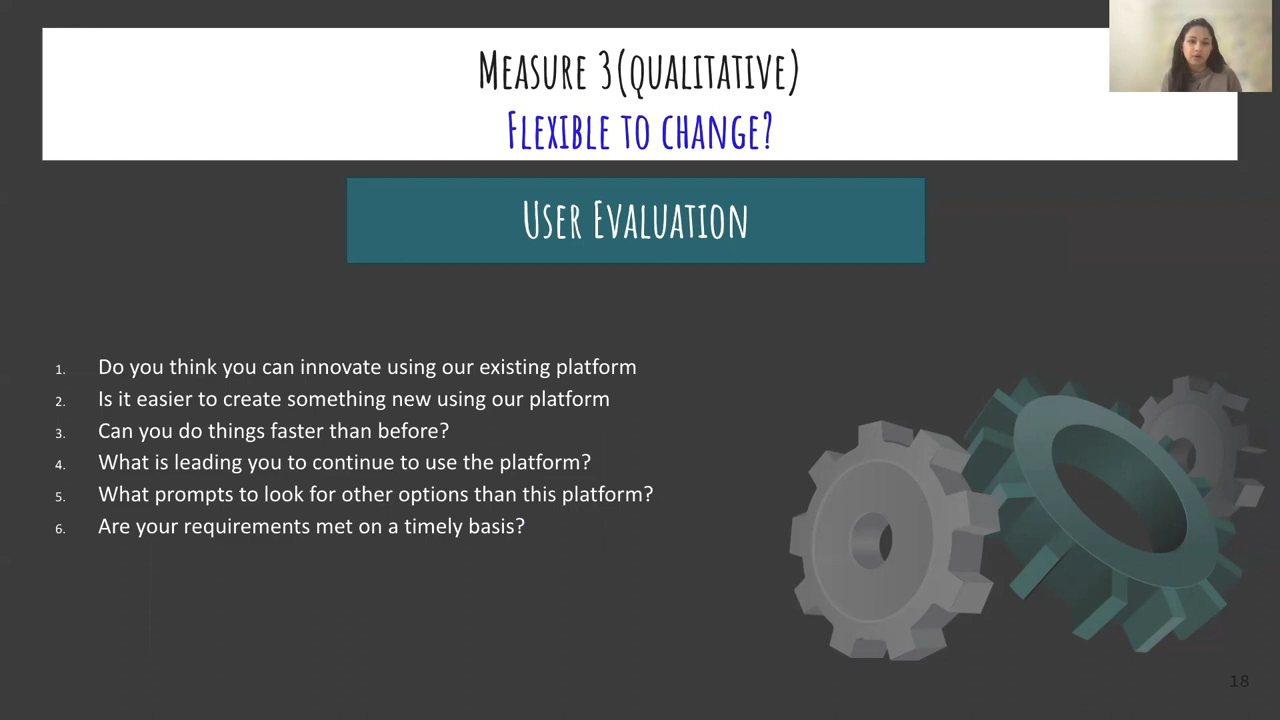 Measure 3(qualitative)
Flexible to change?
User Evaluation
1. Do you think you can innovate using our existing platform
2. Is it easier to create something new using our platform
3. Can you do things faster than before?
4. What is leading you to continue to use the platform?
5. What prompts to look for other options than this platform?
6. Are your requirements met on a timely basis?
18